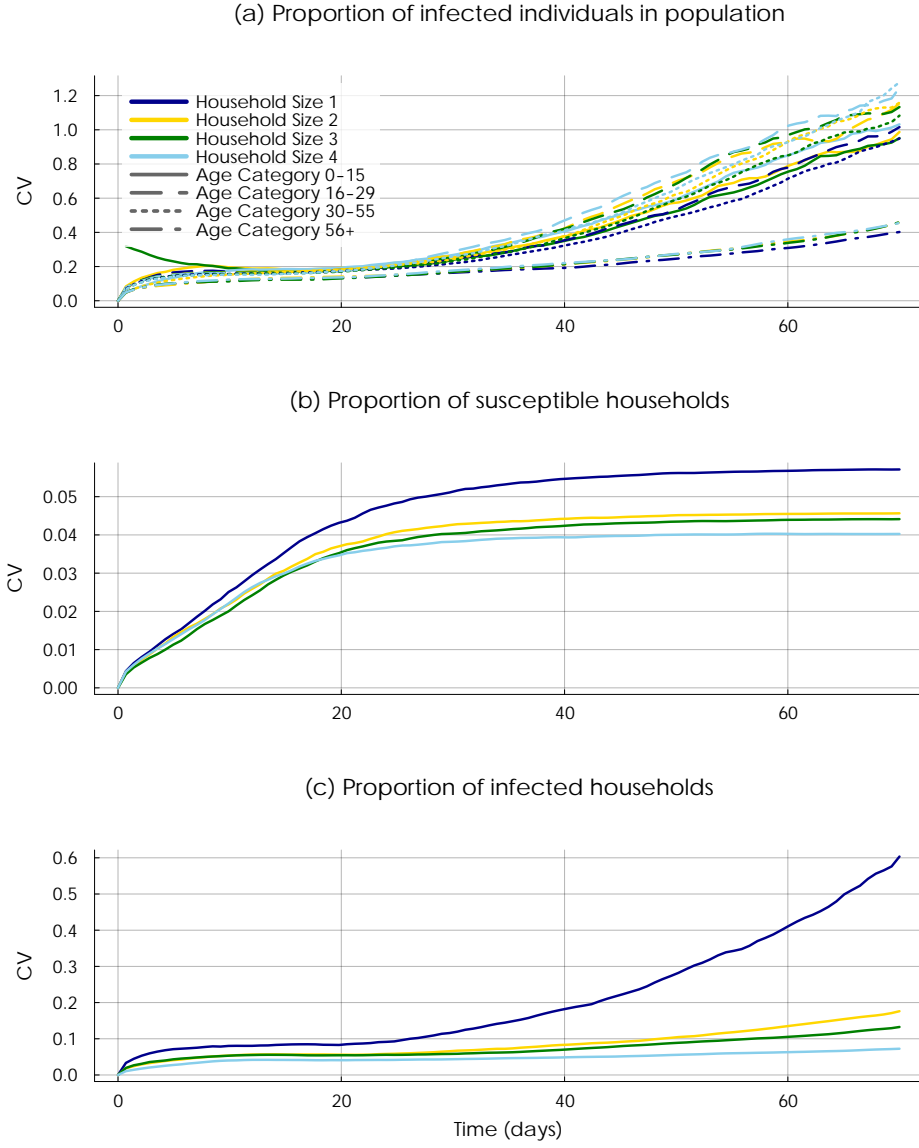 (a) Proportion of infected individuals in population
1.2
1.0
0.8
0.6
0.4
0.2
0.0
CV
Household Size 1
Household Size 2
Household Size 3
Household Size 4
Age Category 0-15
Age Category 16-29
Age Category 30-55
Age Category 56+
0 20 40 60
(b) Proportion of susceptible households
0.05
0.04
0.03
0.02
0.01
0.00
CV
0 20 40 60
(c) Proportion of infected households
0.6
0.5
0.4
0.3
0.2
0.1
0.0
CV
0 20 40 60
Time (days)